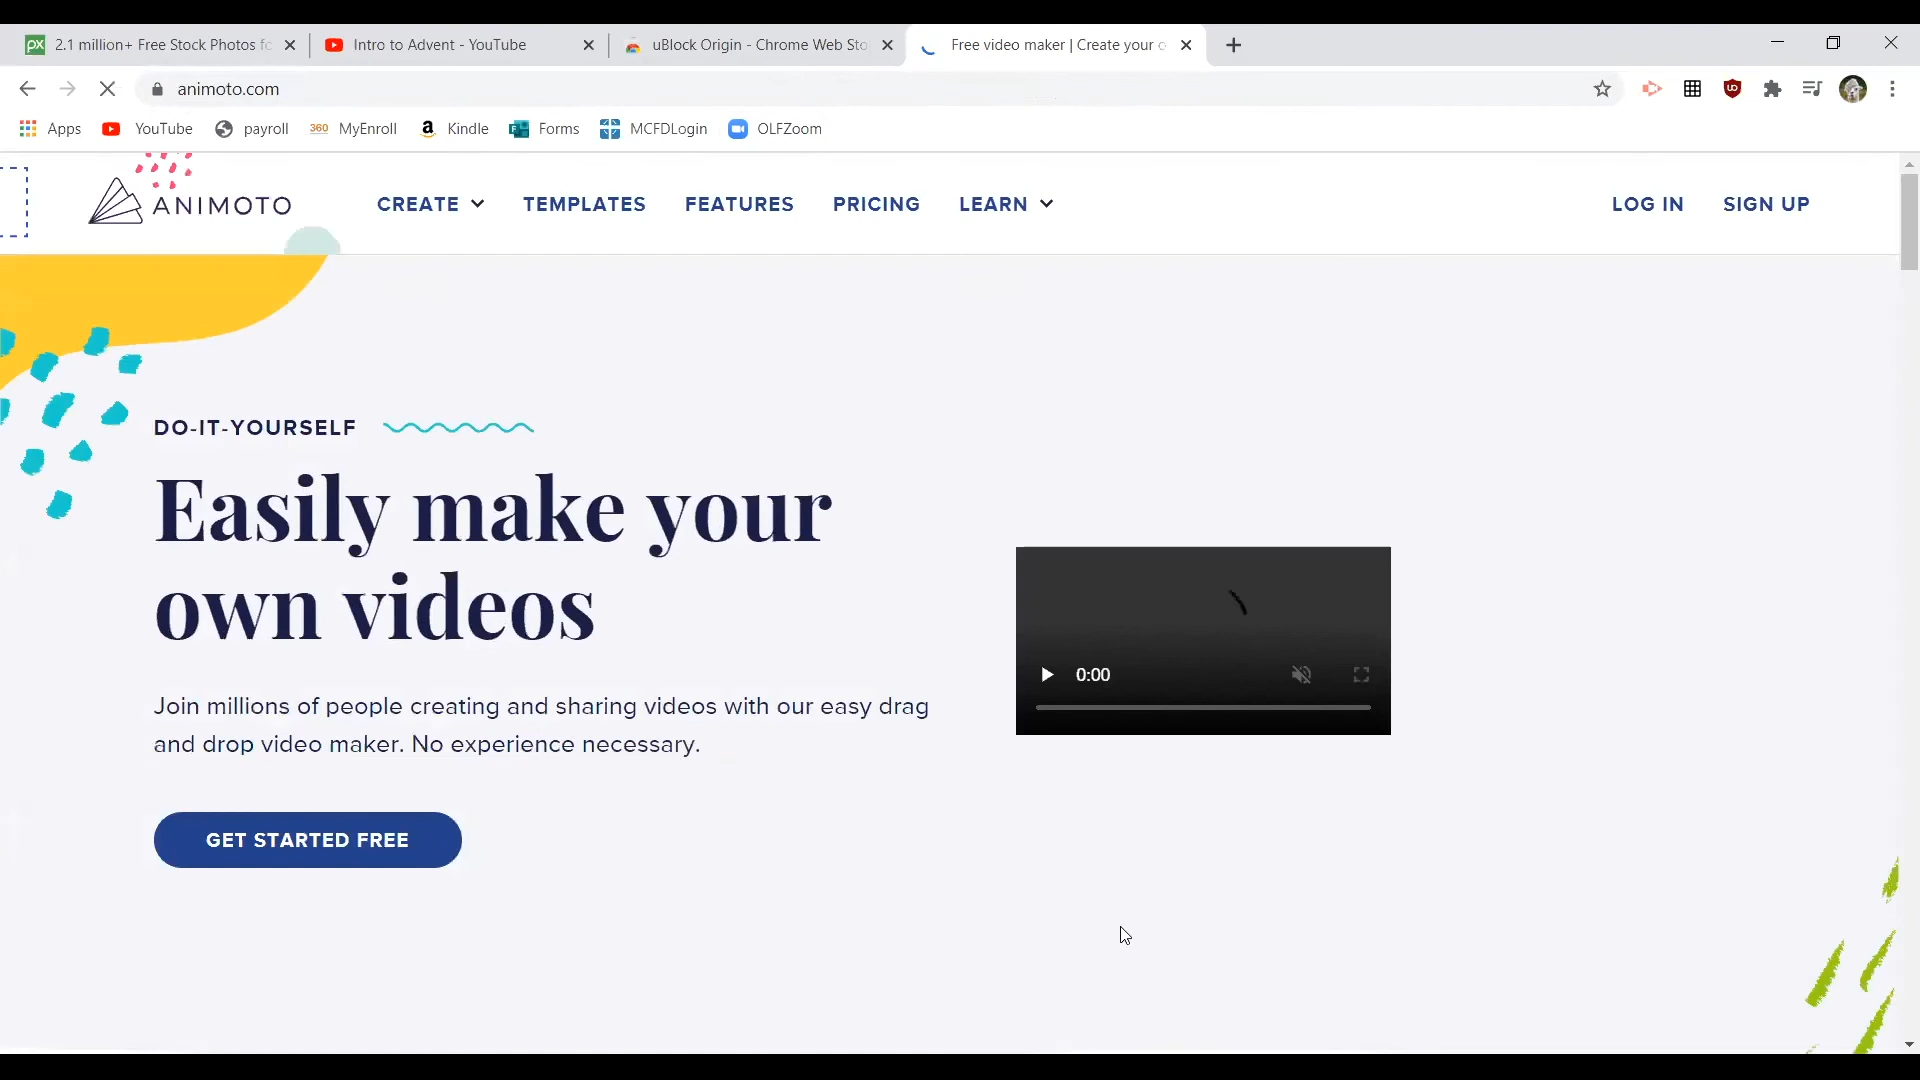 2.1 million+ Free Stock Photos fo
Intro to Advent - YouTube
uBlock Origin - Chrome Web Sto
Free video maker | Create your o
animoto.com
Apps
YouTube
payroll
360 MyEnroll
Kindle
Forms
MCFDLogin
OLFZoom
ANIMOTO
CREATE
TEMPLATES
FEATURES
PRICING
LEARN
LOG IN
SIGN UP
DO-IT-YOURSELF
Easily make your
own videos
Join millions of people creating and sharing videos with our easy drag
and drop video maker. No experience necessary.
0:00
GET STARTED FREE